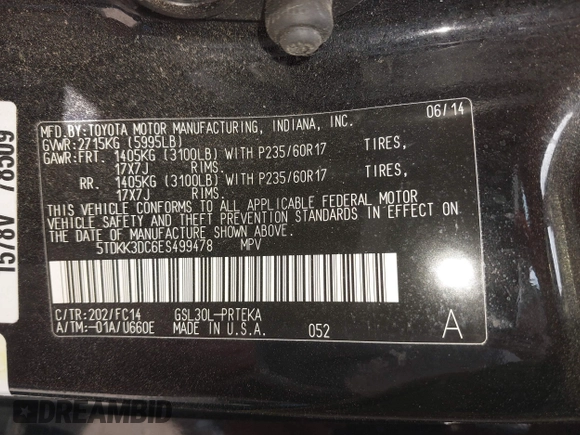 MFD.BY:TOYOTA MOTOR MANUFACTURING, INDIANA, INC. 06/14
GVWR:2715KG (5995LB)
GAWR:FRT. 1405KG (3100LB) WITH P235/60R17 TIRES,
17X7J RIMS.
RR. 1405KG (3100LB) WITH P235/60R17 TIRES,
17X7J RIMS.
THIS VEHICLE CONFORMS TO ALL APPLICABLE FEDERAL MOTOR
VEHICLE SAFETY AND THEFT PREVENTION STANDARDS IN EFFECT ON
THE DATE OF MANUFACTURE SHOWN ABOVE.
5TDKK3DC6ES499478 MPV
C/TR:202/FC14 GSL30L-PRTEKA
A/TM:-01A/U660E MADE IN U.S.A. 052 A
DREAMBID